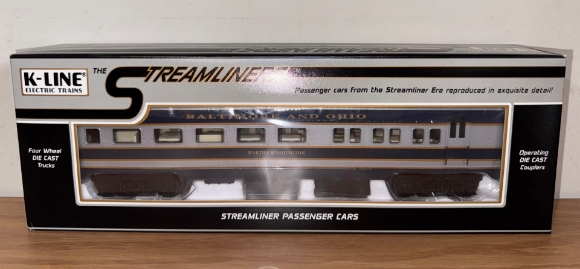 K-LINE®
ELECTRIC TRAINS
THE STREAMLINER
Passenger cars from the Streamliner Era reproduced in exquisite detail!
BALTIMORE AND OHIO
MARTHA WASHINGTON
Four Wheel
DIE CAST
Trucks
Operating
DIE CAST
Couplers
STREAMLINER PASSENGER CARS